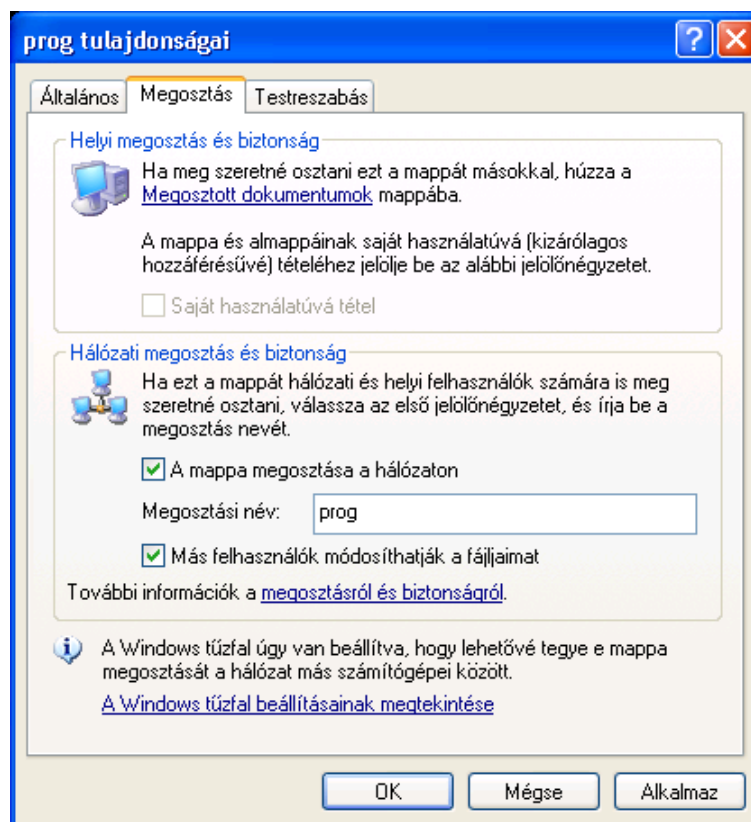 prog tulajdonságai
Általános
Megosztás
Testreszabás
Helyi megosztás és biztonság
Ha meg szeretné osztani ezt a mappát másokkal, húzza a
Megosztott dokumentumok mappába.
A mappa és almappáinak saját használatúvá (kizárólagos
hozzáférésűvé) tételéhez jelölje be az alábbi jelölőnégyzetet.
Saját használatúvá tétel
Hálózati megosztás és biztonság
Ha ezt a mappát hálózati és helyi felhasználók számára is meg
szeretné osztani, válassza az első jelölőnégyzetet, és írja be a
megosztás nevét.
A mappa megosztása a hálózaton
Megosztási név: prog
Más felhasználók módosíthatják a fájljaimat
További információk a megosztásról és biztonságról.
A Windows tűzfal úgy van beállítva, hogy lehetővé tegye e mappa
megosztását a hálózat más számítógépei között.
A Windows tűzfal beállításainak megtekintése
OK
Mégse
Alkalmaz